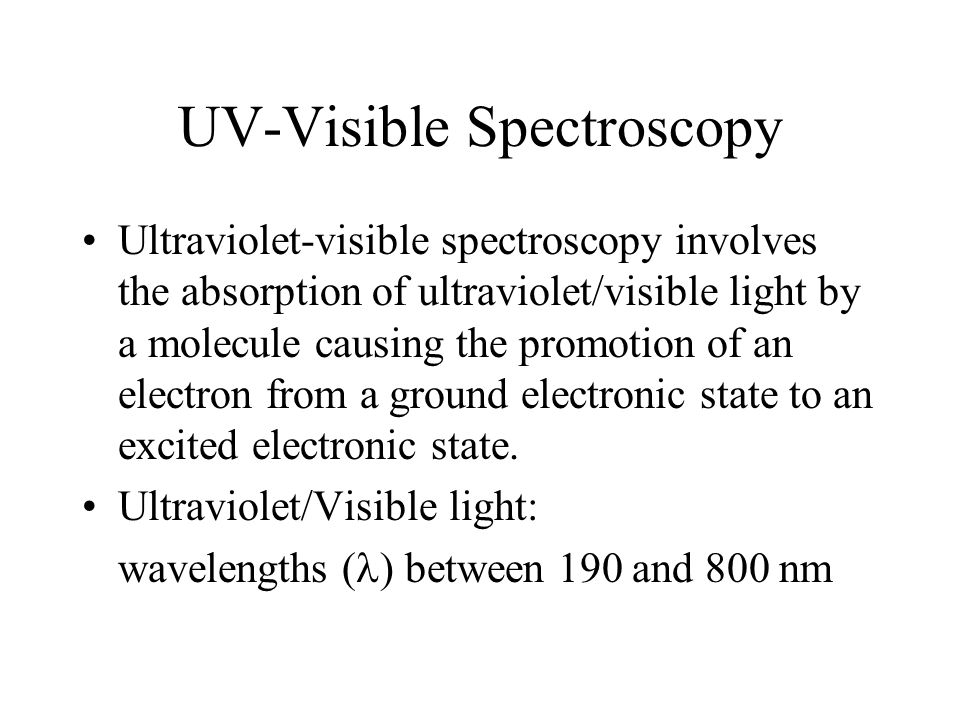 UV-Visible Spectroscopy
• Ultraviolet-visible spectroscopy involves
the absorption of ultraviolet/visible light by
a molecule causing the promotion of an
electron from a ground electronic state to an
excited electronic state.
• Ultraviolet/Visible light:
wavelengths (λ) between 190 and 800 nm